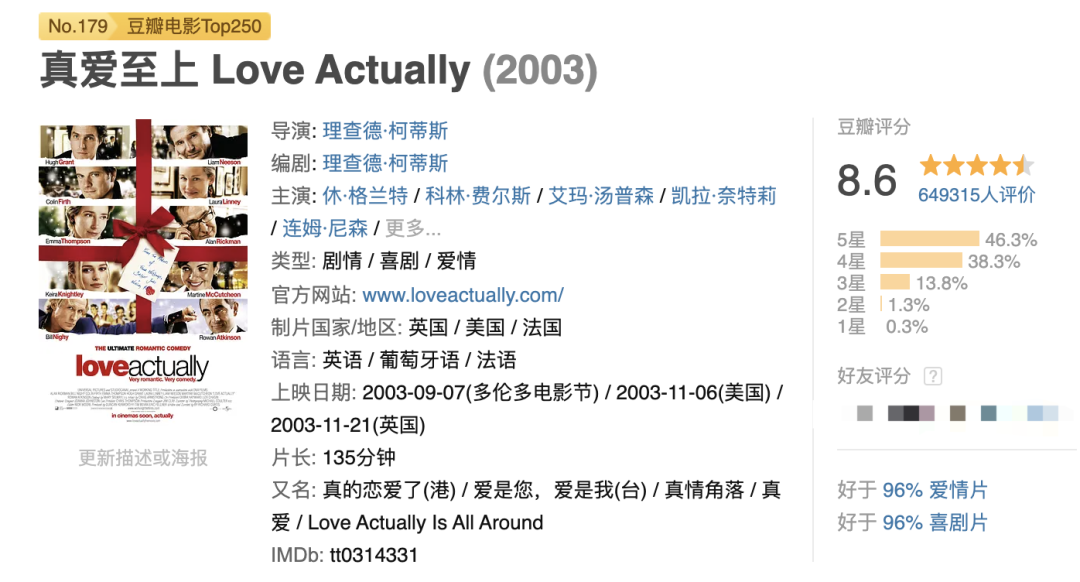 No.179 豆瓣电影Top250
真爱至上 Love Actually (2003)
Hugh Grant
Liam Neeson
Colin Firth
Laura Linney
Emma Thompson
Alan Rickman
Keira Knightley
Martine McCutcheon
Bill Nighy
Rowan Atkinson
THE ULTIMATE ROMANTIC COMEDY
love actually
Very romantic. Very comedy.
in cinemas soon, actually
更新描述或海报
导演: 理查德·柯蒂斯
编剧: 理查德·柯蒂斯
主演: 休·格兰特 / 科林·费尔斯 / 艾玛·汤普森 / 凯拉·奈特莉
/ 连姆·尼森 / 更多...
类型: 剧情 / 喜剧 / 爱情
官方网站: www.loveactually.com/
制片国家/地区: 英国 / 美国 / 法国
语言: 英语 / 葡萄牙语 / 法语
上映日期: 2003-09-07(多伦多电影节) / 2003-11-06(美国) /
2003-11-21(英国)
片长: 135分钟
又名: 真的恋爱了(港) / 爱是您，爱是我(台) / 真情角落 / 真
爱 / Love Actually Is All Around
IMDb: tt0314331
豆瓣评分
8.6
649315人评价
5星 46.3%
4星 38.3%
3星 13.8%
2星 1.3%
1星 0.3%
好友评分 ?
好于 96% 爱情片
好于 96% 喜剧片